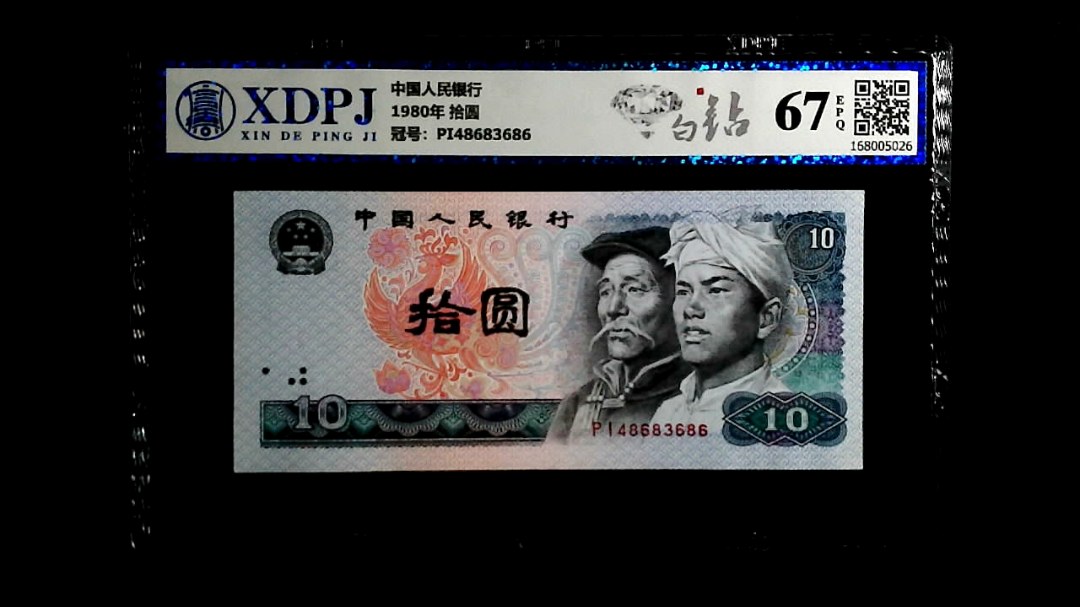 XDPJ
XIN DE PING JI
中国人民银行
1980年 拾圆
冠号: PI48683686
白钻
67
EPQ
168005026
中国人民银行
10
拾圆
10
PI48683686
10